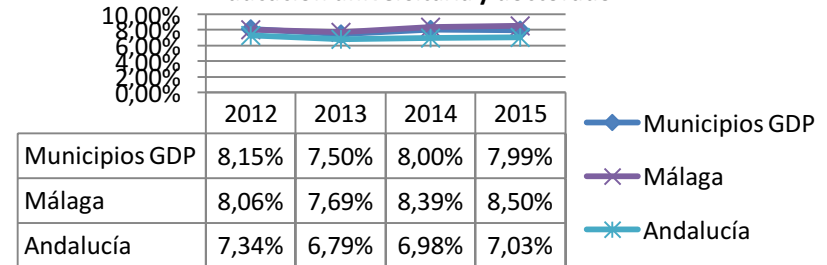 10,00%
8,00%
6,00%
4,00%
2,00%
0,00%
2012 2013 2014 2015
Municipios GDP 8,15% 7,50% 8,00% 7,99%
Málaga 8,06% 7,69% 8,39% 8,50%
Andalucía 7,34% 6,79% 6,98% 7,03%
Municipios GDP
Málaga
Andalucía